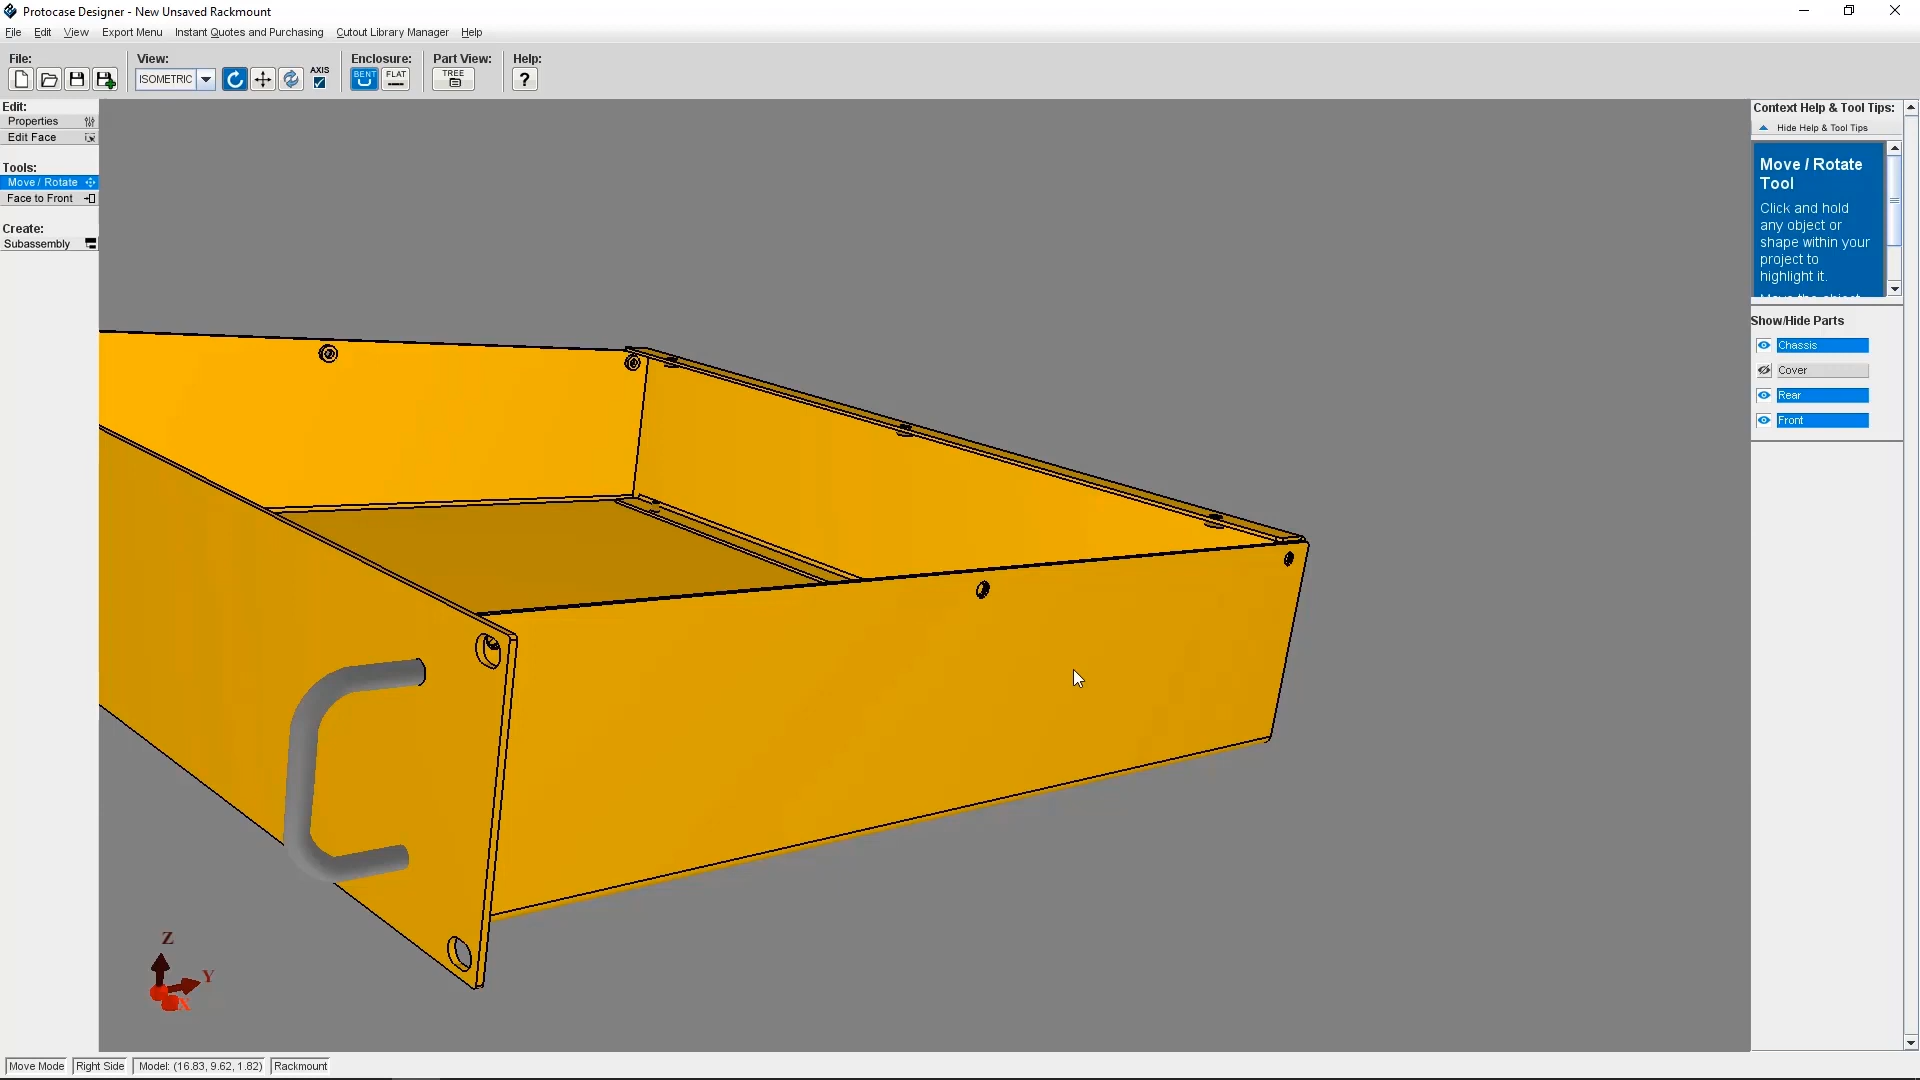 Protocase Designer - New Unsaved Rackmount
File Edit View Export Menu Instant Quotes and Purchasing Cutout Library Manager Help
File: View: Enclosure: Part View: Help:
ISOMETRIC AXIS BENT FLAT TREE ?
Edit:
Properties
Edit Face
Tools:
Move / Rotate
Face to Front
Create:
Subassembly
Context Help & Tool Tips:
Hide Help & Tool Tips
Move / Rotate
Tool
Click and hold
any object or
shape within your
project to
highlight it.
Move the object
Show/Hide Parts
Chassis
Cover
Rear
Front
Z
Y
X
Move Mode Right Side Model: (16.83, 9.62, 1.82) Rackmount